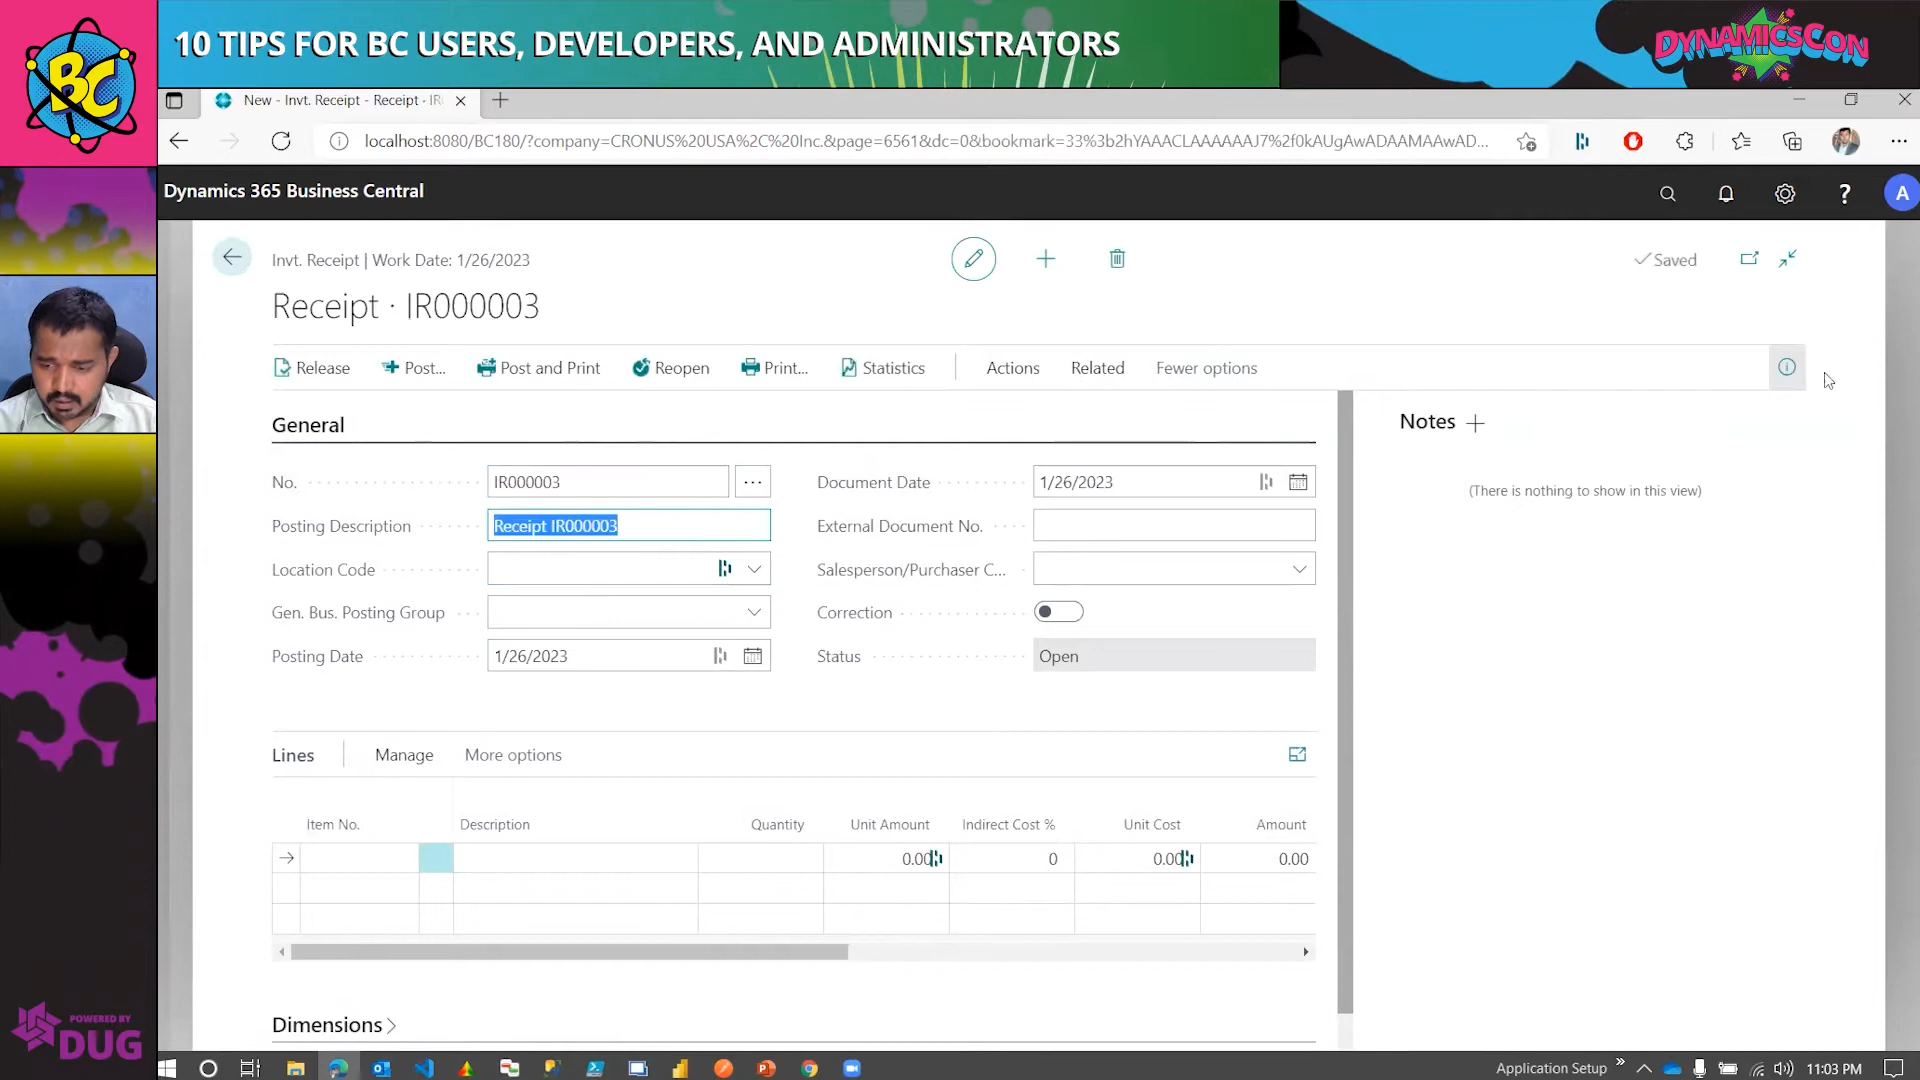 10 TIPS FOR BC USERS, DEVELOPERS, AND ADMINISTRATORS
BC
DYNAMICSCON
New - Invt. Receipt - Receipt · IR
localhost:8080/BC180/?company=CRONUS%20USA%2C%20Inc.&page=6561&dc=0&bookmark=33%3b2hYAAACLAAAAAAJ7%2f0kAUgAwADAAMAAwAD...
Dynamics 365 Business Central
A
Invt. Receipt | Work Date: 1/26/2023
Saved
Receipt · IR000003
Release
Post...
Post and Print
Reopen
Print...
Statistics
Actions
Related
Fewer options
General
Notes
No.
IR000003
Document Date
1/26/2023
(There is nothing to show in this view)
Posting Description
Receipt IR000003
External Document No.
Location Code
Salesperson/Purchaser C...
Gen. Bus. Posting Group
Correction
Posting Date
1/26/2023
Status
Open
Lines
Manage
More options
Item No.
Description
Quantity
Unit Amount
Indirect Cost %
Unit Cost
Amount
0.00
0
0.00
0.00
Dimensions
POWERED BY
DUG
Application Setup
11:03 PM